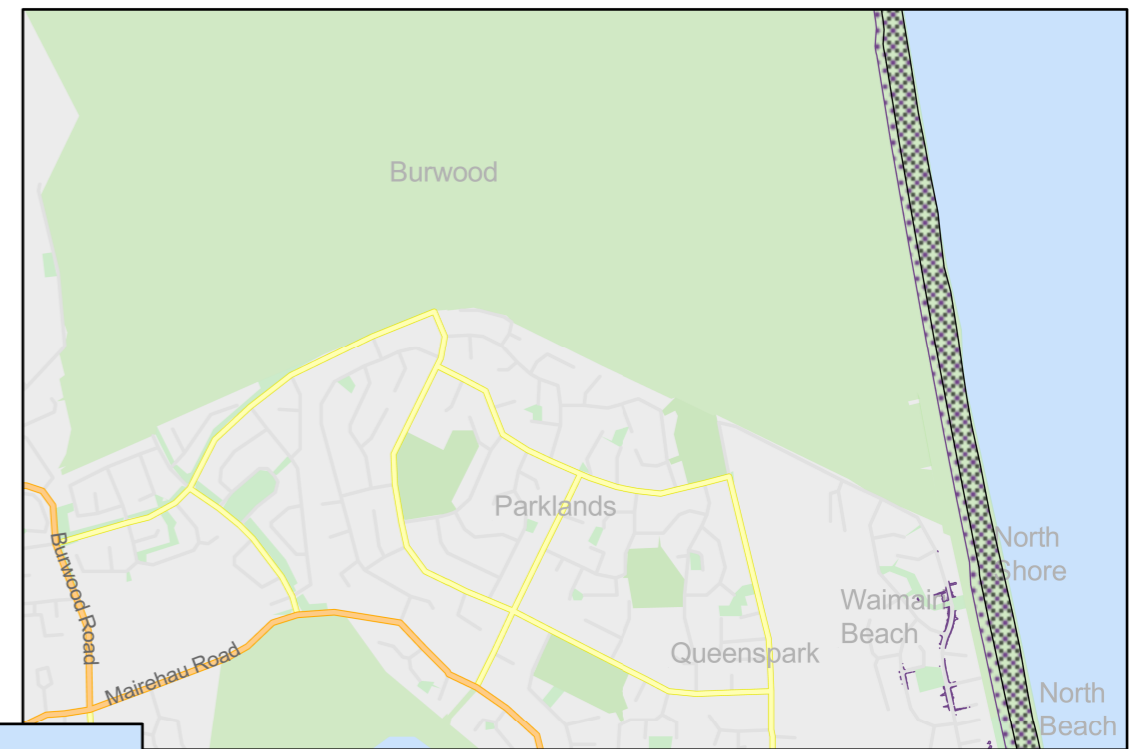 Burwood
Parklands
North
Shore
Burwood Road
Waimairi
Beach
Mairehau Road
Queenspark
North
Beach